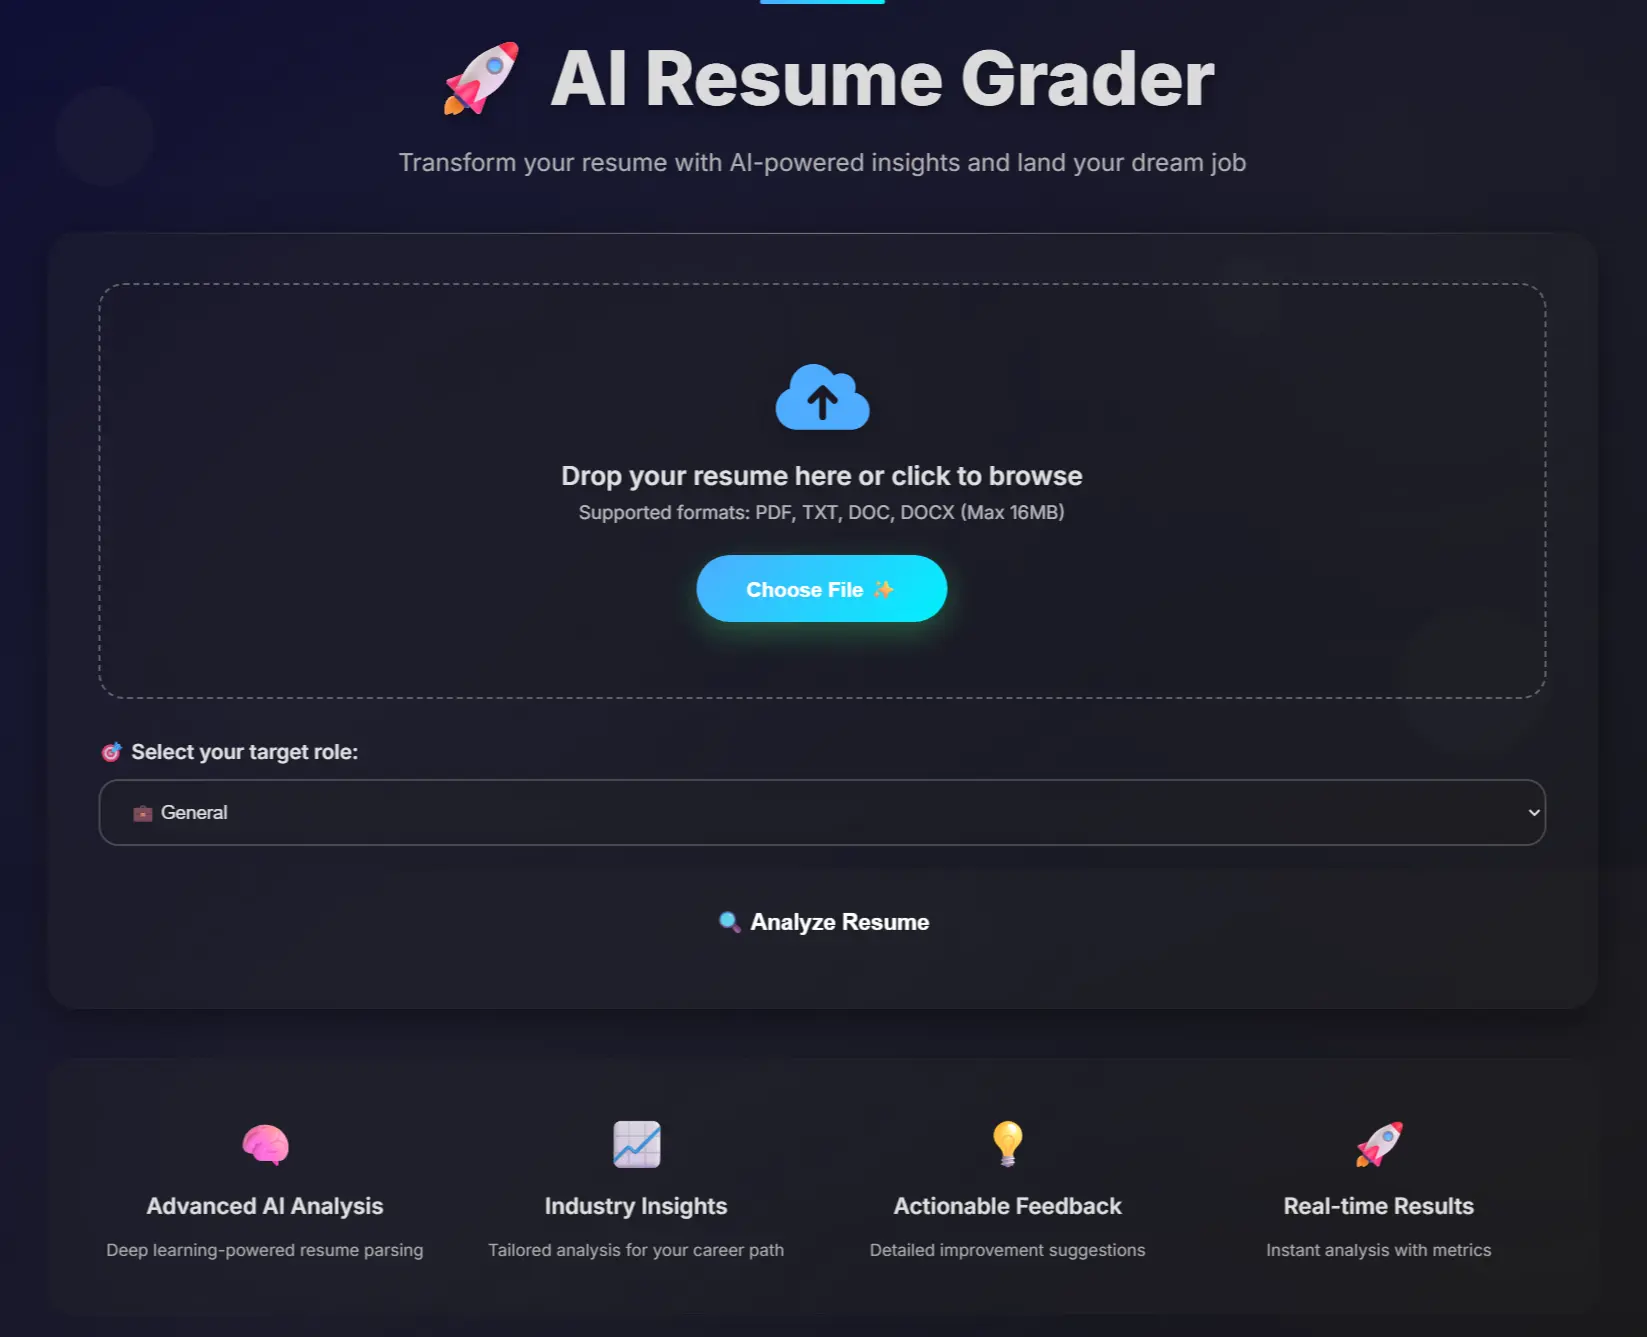 AI Resume Grader
Transform your resume with AI-powered insights and land your dream job
Drop your resume here or click to browse
Supported formats: PDF, TXT, DOC, DOCX (Max 16MB)
Choose File
Select your target role:
General
Analyze Resume
Advanced AI Analysis
Deep learning-powered resume parsing
Industry Insights
Tailored analysis for your career path
Actionable Feedback
Detailed improvement suggestions
Real-time Results
Instant analysis with metrics